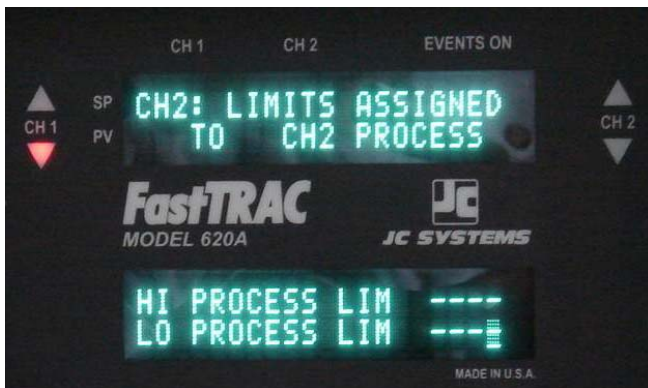 CH 1 CH 2 EVENTS ON
SP CH2: LIMITS ASSIGNED
CH 1 CH 2
PV TO CH2 PROCESS
FastTRAC Jc
MODEL 620A JC SYSTEMS
HI PROCESS LIM ----
LO PROCESS LIM ----
MADE IN U.S.A.